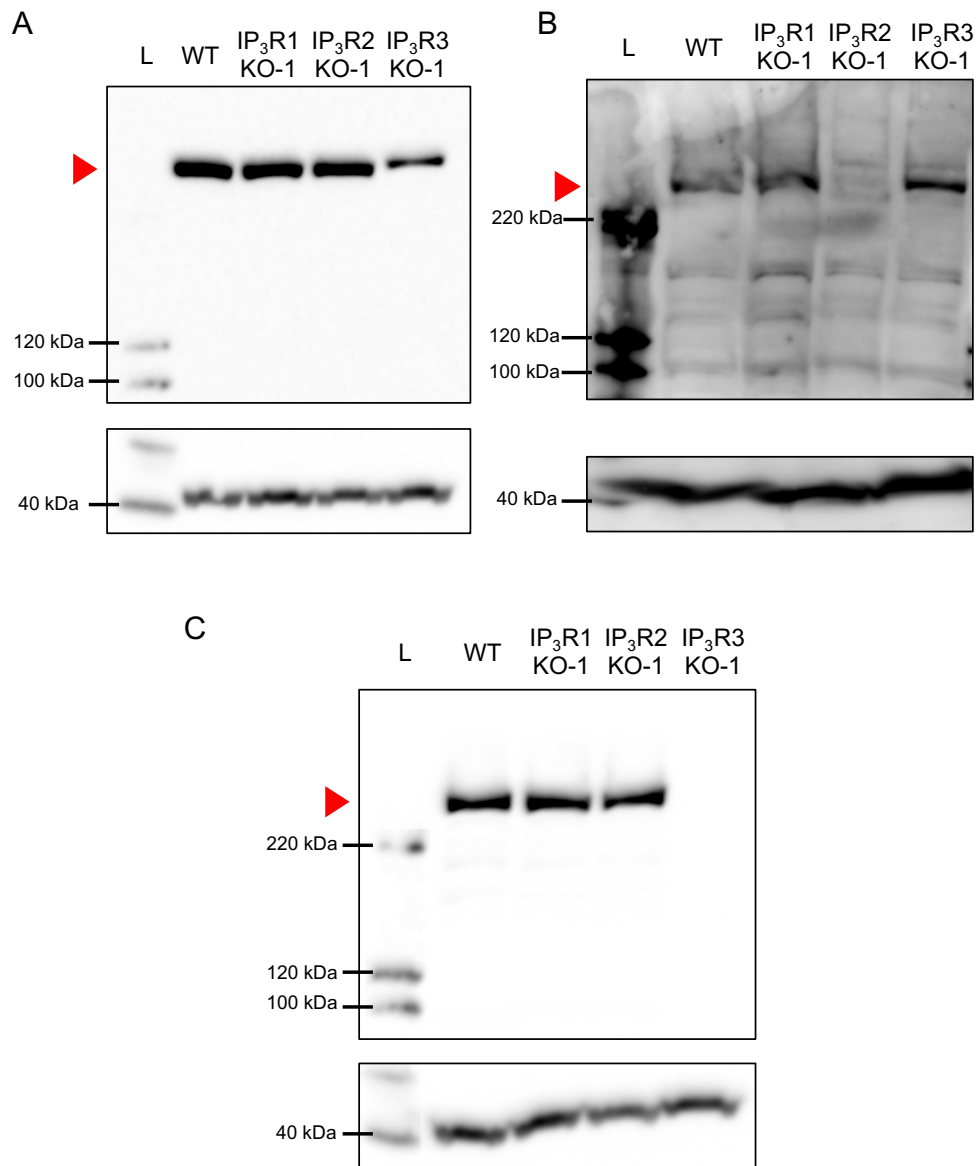 A
L WT IP₃R1 KO-1 IP₃R2 KO-1 IP₃R3 KO-1
120 kDa
100 kDa
40 kDa
B
L WT IP₃R1 KO-1 IP₃R2 KO-1 IP₃R3 KO-1
220 kDa
120 kDa
100 kDa
40 kDa
C
L WT IP₃R1 KO-1 IP₃R2 KO-1 IP₃R3 KO-1
220 kDa
120 kDa
100 kDa
40 kDa